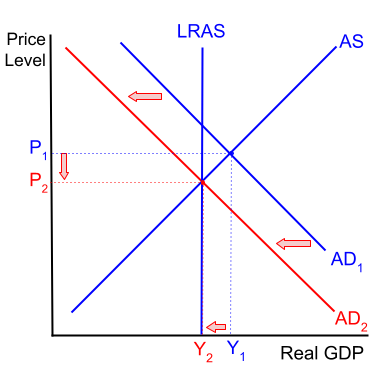 Price
Level
LRAS
AS
P1
P2
AD1
AD2
Y2
Y1
Real GDP